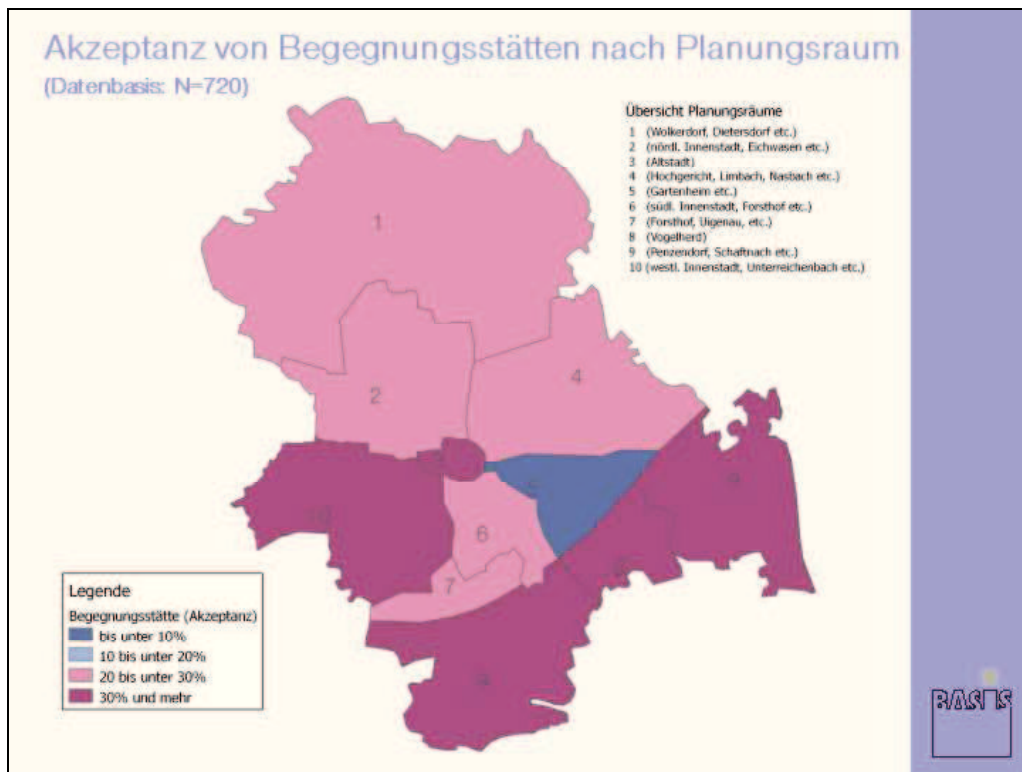 Akzeptanz von Begegnungsstätten nach Planungsraum
(Datenbasis: N=720)
Übersicht Planungsräume
1 (Wolkerdorf, Dietersdorf etc.)
2 (nördl. Innenstadt, Eichwasen etc.)
3 (Altstadt)
4 (Hochgericht, Limbach, Nasbach etc.)
5 (Gartenheim etc.)
6 (südl. Innenstadt, Forsthof etc.)
7 (Forsthof, Uigenau, etc.)
8 (Vogelherd)
9 (Penzendorf, Schaftnach etc.)
10 (westl. Innenstadt, Unterreichenbach etc.)
1
2
4
5
9
10
6
7
Legende
Begegnungsstätte (Akzeptanz)
bis unter 10%
10 bis unter 20%
20 bis unter 30%
30% und mehr
BASIS